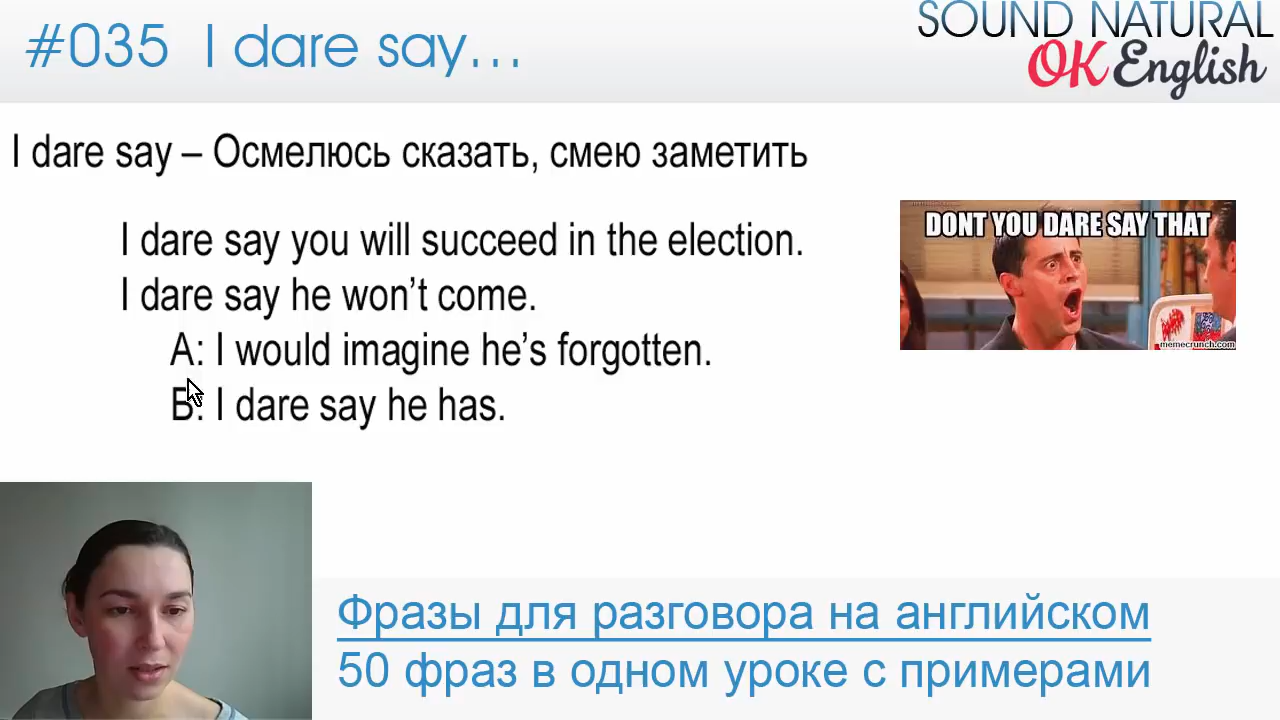 #035 I dare say...
SOUND NATURAL
OK English
I dare say – Осмелюсь сказать, смею заметить
I dare say you will succeed in the election.
I dare say he won’t come.
A: I would imagine he’s forgotten.
B: I dare say he has.
DONT YOU DARE SAY THAT
memecrunch.com
Фразы для разговора на английском
50 фраз в одном уроке с примерами